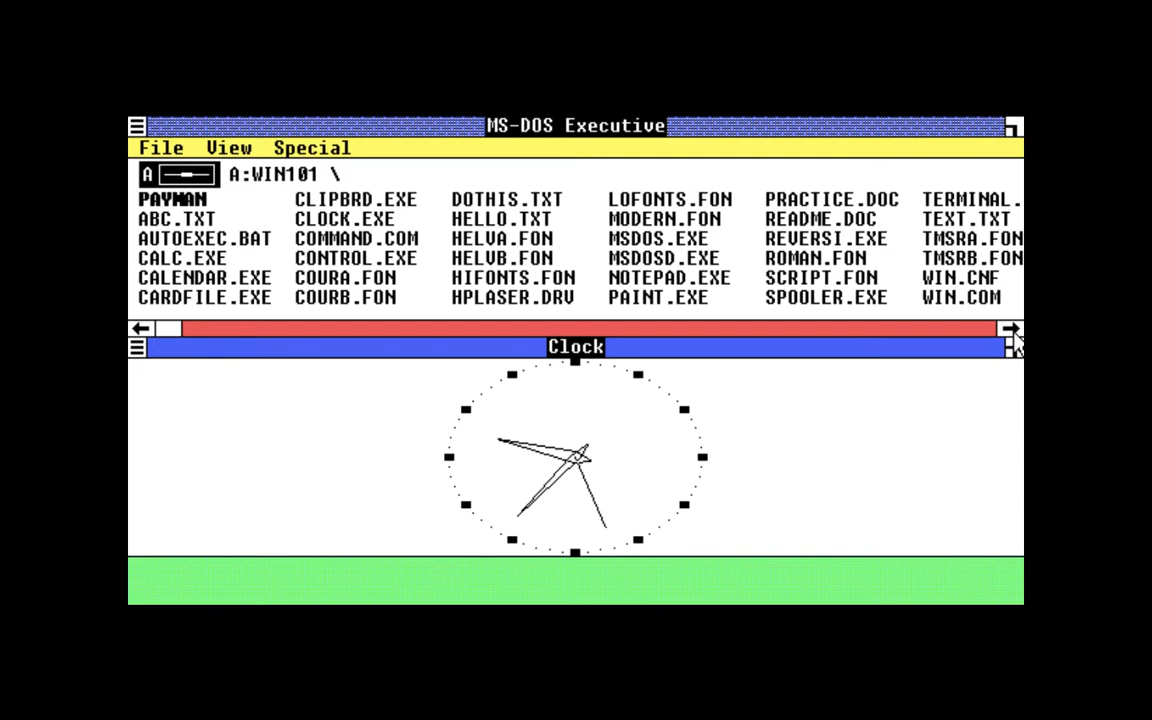 MS-DOS Executive
File View Special
A A:WIN101 \
PAYMAN CLIPBRD.EXE DOTHIS.TXT LOFONTS.FON PRACTICE.DOC TERMINAL.
ABC.TXT CLOCK.EXE HELLO.TXT MODERN.FON README.DOC TEXT.TXT
AUTOEXEC.BAT COMMAND.COM HELVA.FON MSDOS.EXE REVERSI.EXE TMSRA.FON
CALC.EXE CONTROL.EXE HELVB.FON MSDOSD.EXE ROMAN.FON TMSRB.FON
CALENDAR.EXE COURA.FON HIFONTS.FON NOTEPAD.EXE SCRIPT.FON WIN.CNF
CARDFILE.EXE COURB.FON HPLASER.DRV PAINT.EXE SPOOLER.EXE WIN.COM
Clock